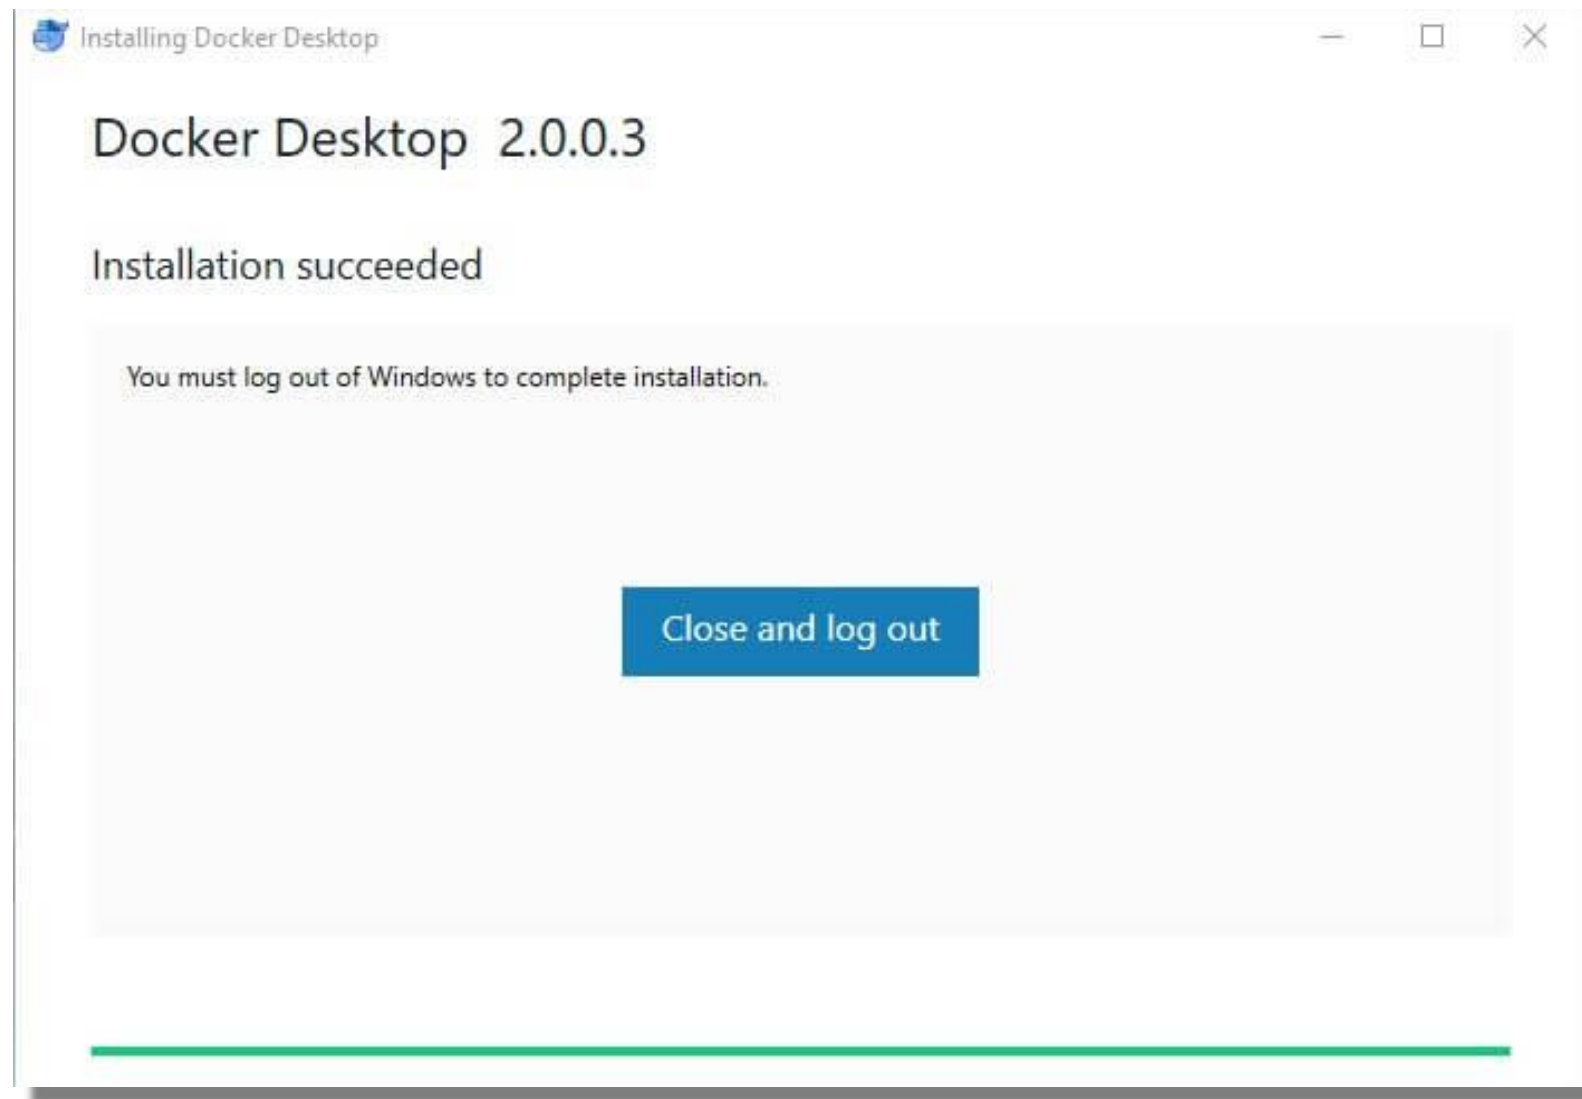 Installing Docker Desktop
Docker Desktop 2.0.0.3
Installation succeeded
You must log out of Windows to complete installation.
Close and log out